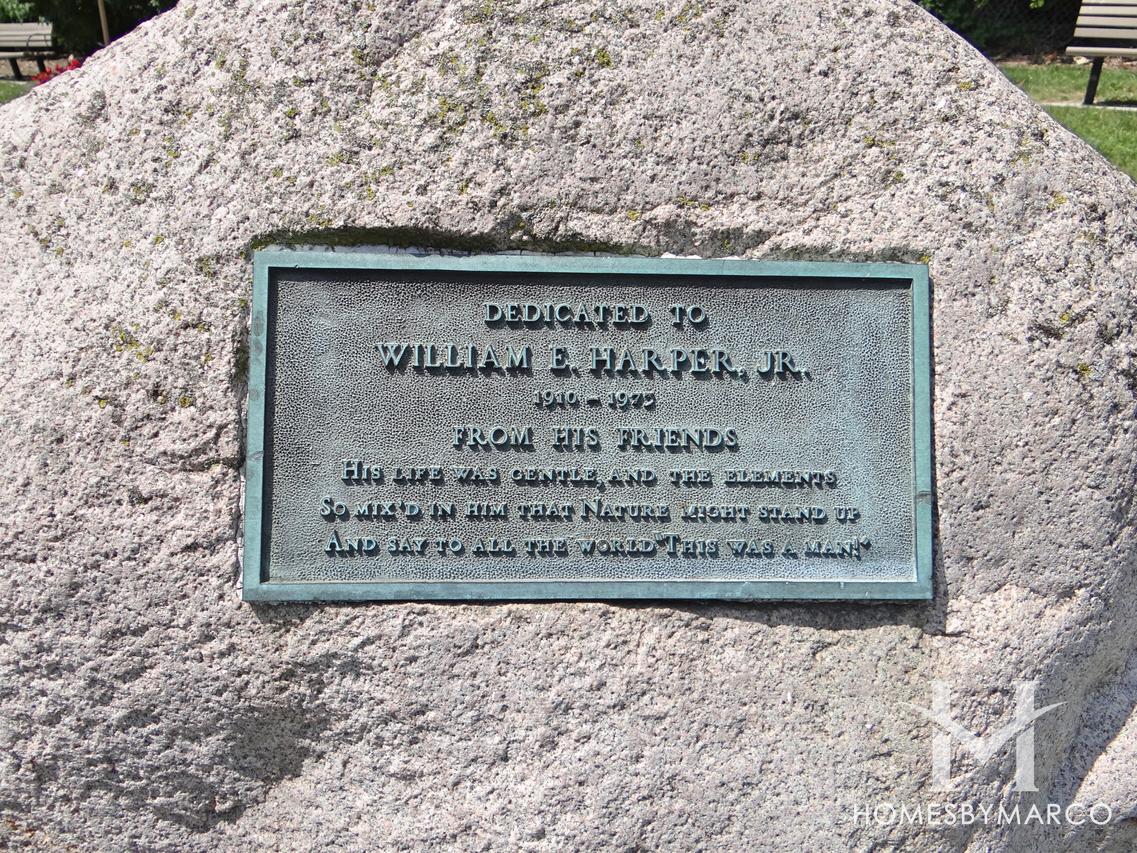 DEDICATED TO
WILLIAM E. HARPER, JR.
1910 – 1973
FROM HIS FRIENDS
HIS LIFE WAS GENTLE, AND THE ELEMENTS
SO MIX'D IN HIM THAT NATURE MIGHT STAND UP
AND SAY TO ALL THE WORLD "THIS WAS A MAN!"
HOMESBYMARCO